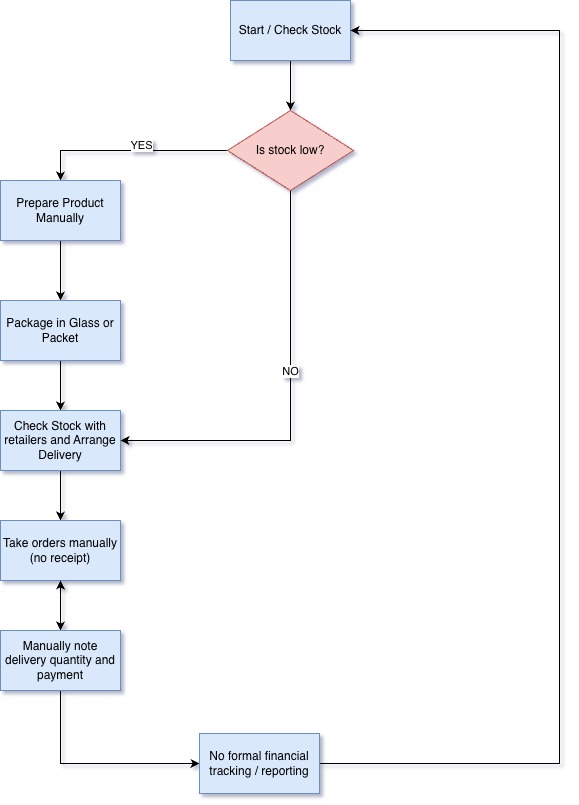 Start / Check Stock
Is stock low?
YES
Prepare Product
Manually
Package in Glass or
Packet
NO
Check Stock with
retailers and Arrange
Delivery
Take orders manually
(no receipt)
Manually note
delivery quantity and
payment
No formal financial
tracking / reporting